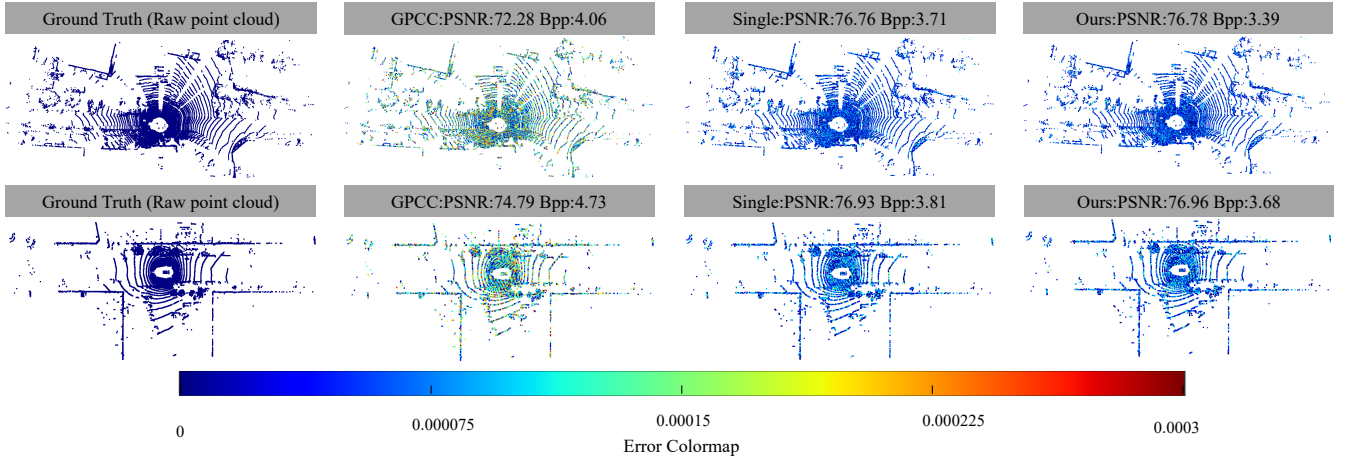 Ground Truth (Raw point cloud)
GPCC:PSNR:72.28 Bpp:4.06
Single:PSNR:76.76 Bpp:3.71
Ours:PSNR:76.78 Bpp:3.39
Ground Truth (Raw point cloud)
GPCC:PSNR:74.79 Bpp:4.73
Single:PSNR:76.93 Bpp:3.81
Ours:PSNR:76.96 Bpp:3.68
0
0.000075
0.00015
0.000225
0.0003
Error Colormap